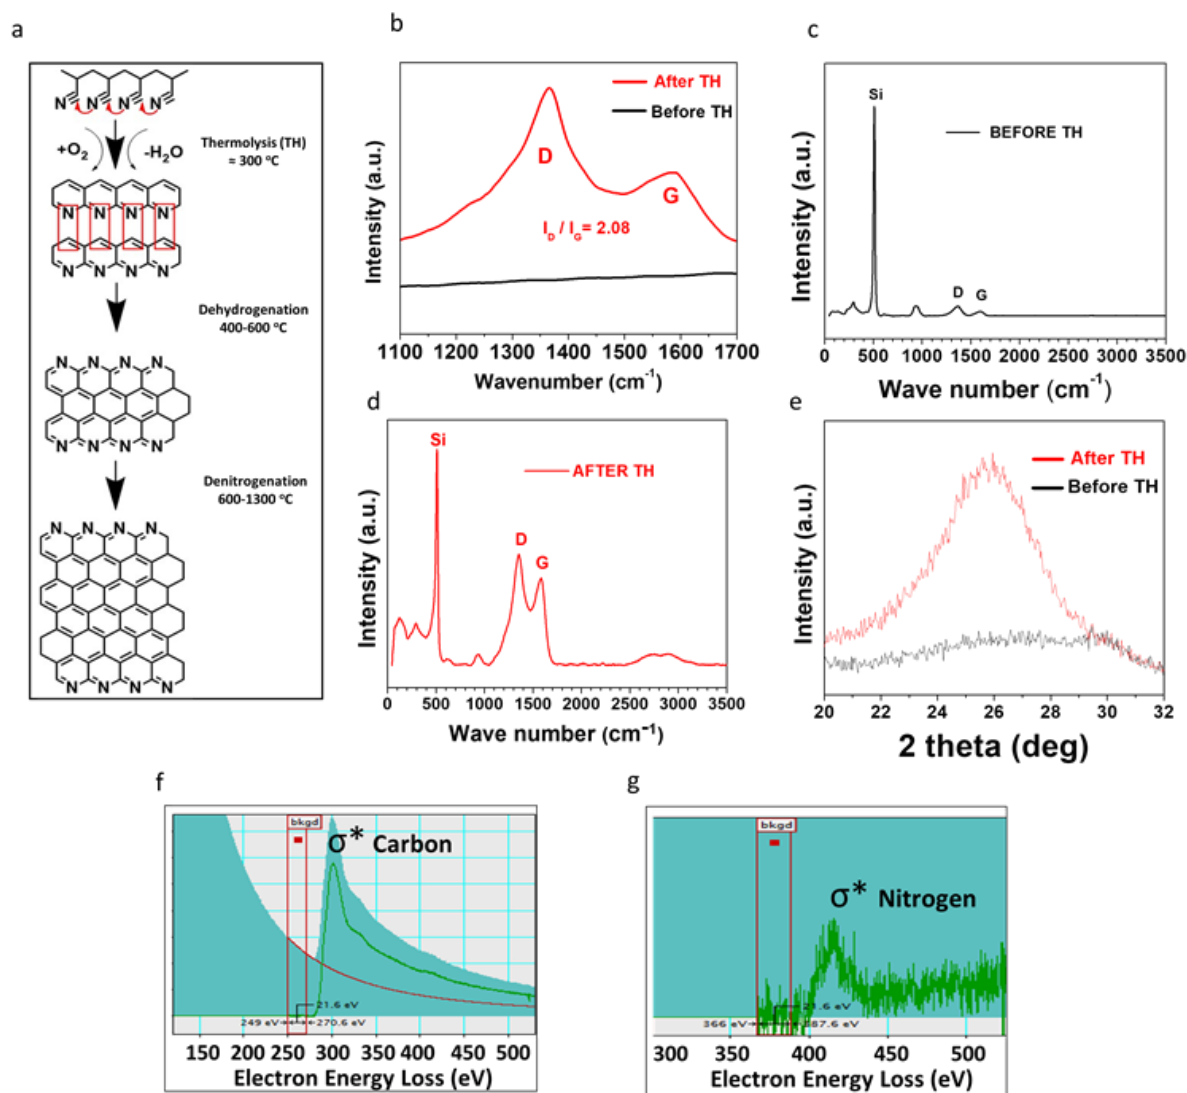 a
N N N N
+O₂
-H₂O
Thermolysis (TH)
≈ 300 °C
N N N N
N N N N
Dehydrogenation
400-600 °C
N N N N
N N N N
Denitrogenation
600-1300 °C
N N N N
N N N N
b
After TH
Before TH
D
G
I_D / I_G= 2.08
Intensity (a.u.)
1100 1200 1300 1400 1500 1600 1700
Wavenumber (cm⁻¹)
c
Si
BEFORE TH
D
G
Intensity (a.u.)
0 500 1000 1500 2000 2500 3000 3500
Wave number (cm⁻¹)
d
Si
AFTER TH
D
G
Intensity (a.u.)
0 500 1000 1500 2000 2500 3000 3500
Wave number (cm⁻¹)
e
After TH
Before TH
Intensity (a.u.)
20 22 24 26 28 30 32
2 theta (deg)
f
bkgd
σ* Carbon
21.6 eV
249 eV
270.6 eV
150 200 250 300 350 400 450 500
Electron Energy Loss (eV)
g
bkgd
σ* Nitrogen
21.6 eV
366 eV
387.6 eV
300 350 400 450 500
Electron Energy Loss (eV)